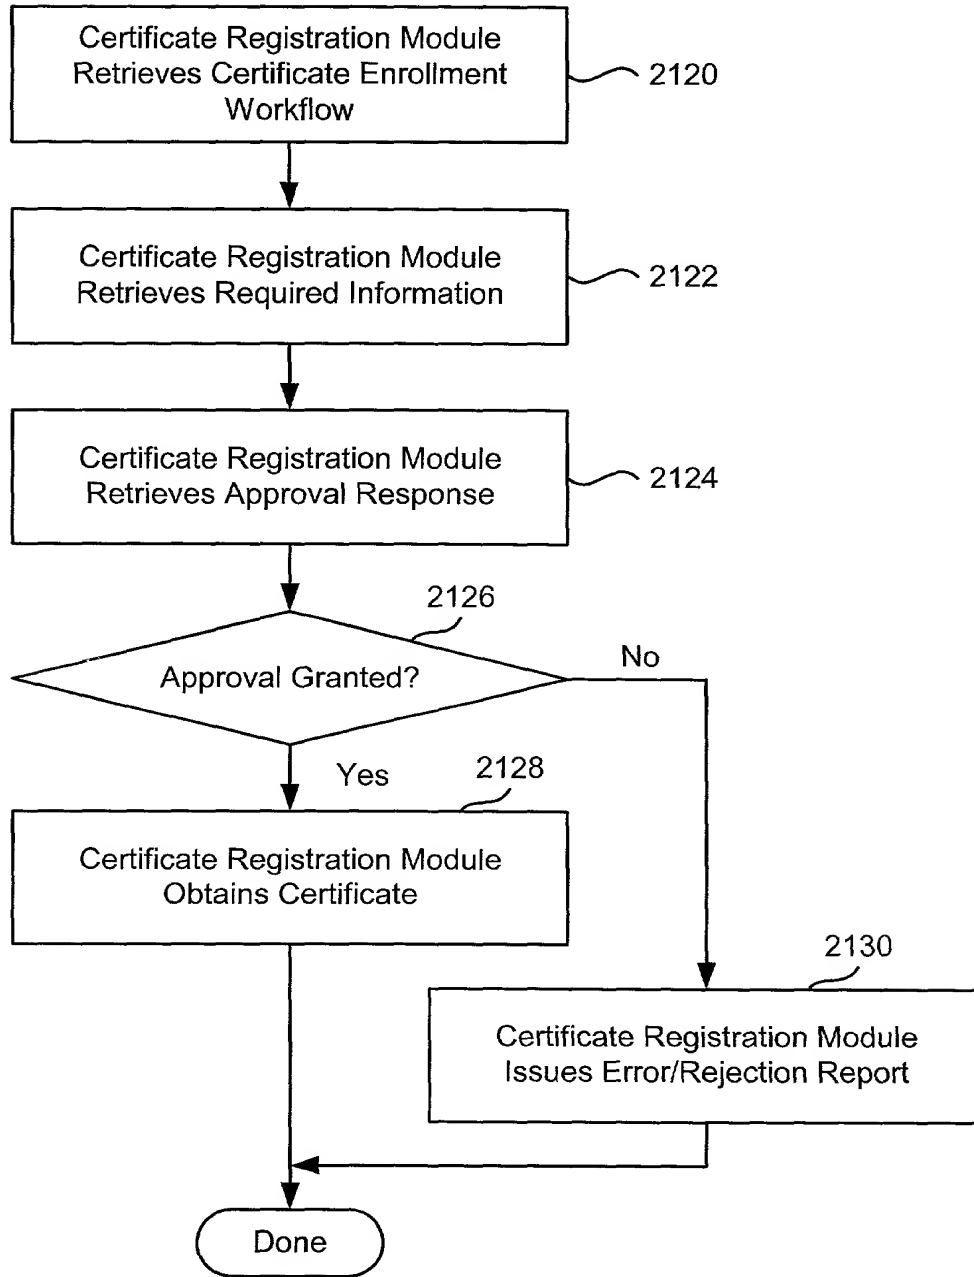 Certificate Registration Module
Retrieves Certificate Enrollment
Workflow
2120
Certificate Registration Module
Retrieves Required Information
2122
Certificate Registration Module
Retrieves Approval Response
2124
2126
Approval Granted?
No
Yes
2128
Certificate Registration Module
Obtains Certificate
2130
Certificate Registration Module
Issues Error/Rejection Report
Done